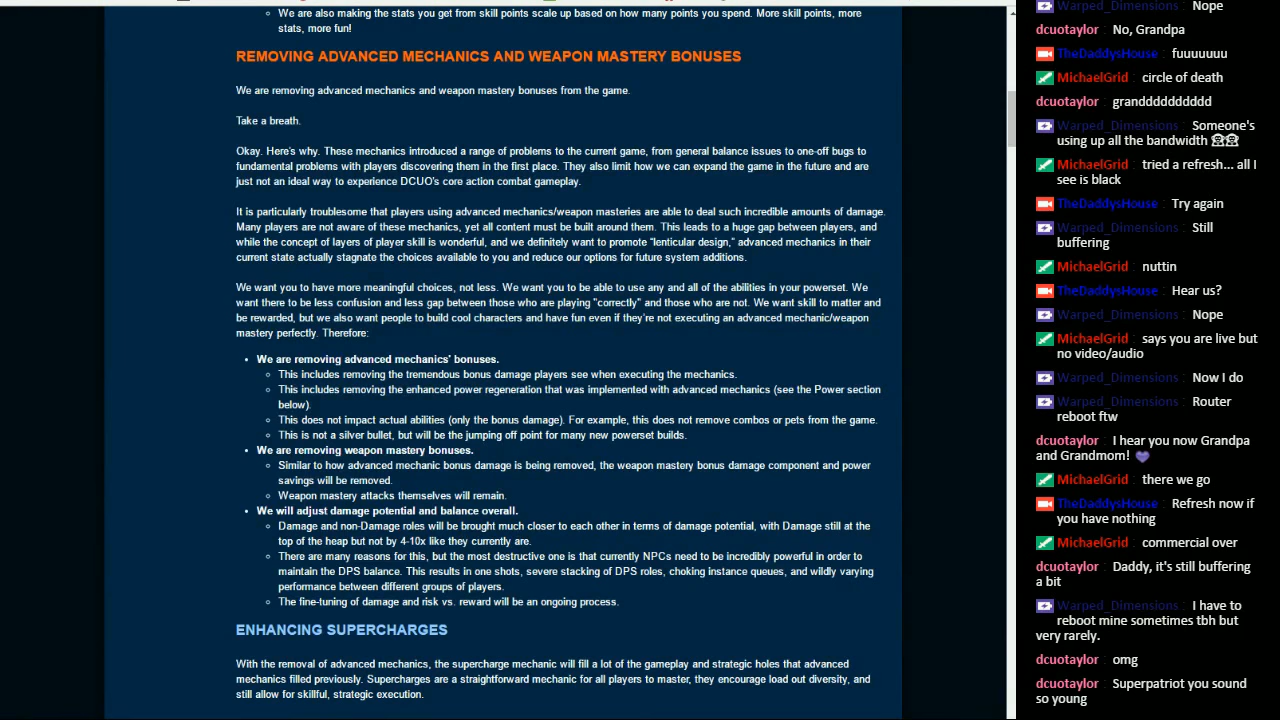 We are also making the stats you get from skill points scale up based on how many points you spend. More skill points, more
stats, more fun!
REMOVING ADVANCED MECHANICS AND WEAPON MASTERY BONUSES
We are removing advanced mechanics and weapon mastery bonuses from the game.
Take a breath.
Okay. Here's why. These mechanics introduced a range of problems to the current game, from general balance issues to one-off bugs to
fundamental problems with players discovering them in the first place. They also limit how we can expand the game in the future and are
just not an ideal way to experience DCUO's core action combat gameplay.
It is particularly troublesome that players using advanced mechanics/weapon masteries are able to deal such incredible amounts of damage.
Many players are not aware of these mechanics, yet all content must be built around them. This leads to a huge gap between players, and
while the concept of layers of player skill is wonderful, and we definitely want to promote "lenticular design," advanced mechanics in their
current state actually stagnate the choices available to you and reduce our options for future system additions.
We want you to have more meaningful choices, not less. We want you to be able to use any and all of the abilities in your powerset. We
want there to be less confusion and less gap between those who are playing "correctly" and those who are not. We want skill to matter and
be rewarded, but we also want people to build cool characters and have fun even if they're not executing an advanced mechanic/weapon
mastery perfectly. Therefore:
We are removing advanced mechanics' bonuses.
This includes removing the tremendous bonus damage players see when executing the mechanics.
This includes removing the enhanced power regeneration that was implemented with advanced mechanics (see the Power section
below).
This does not impact actual abilities (only the bonus damage). For example, this does not remove combos or pets from the game.
This is not a silver bullet, but will be the jumping off point for many new powerset builds.
We are removing weapon mastery bonuses.
Similar to how advanced mechanic bonus damage is being removed, the weapon mastery bonus damage component and power
savings will be removed.
Weapon mastery attacks themselves will remain.
We will adjust damage potential and balance overall.
Damage and non-Damage roles will be brought much closer to each other in terms of damage potential, with Damage still at the
top of the heap but not by 4-10x like they currently are.
There are many reasons for this, but the most destructive one is that currently NPCs need to be incredibly powerful in order to
maintain the DPS balance. This results in one shots, severe stacking of DPS roles, choking instance queues, and wildly varying
performance between different groups of players.
The fine-tuning of damage and risk vs. reward will be an ongoing process.
ENHANCING SUPERCHARGES
With the removal of advanced mechanics, the supercharge mechanic will fill a lot of the gameplay and strategic holes that advanced
mechanics filled previously. Supercharges are a straightforward mechanic for all players to master, they encourage load out diversity, and
still allow for skillful, strategic execution.
Warped_Dimensions: Nope
dcuotaylor: No, Grandpa
TheDaddysHouse: fuuuuuuu
MichaelGrid: circle of death
dcuotaylor: grandddddddddd
Warped_Dimensions: Someone's
using up all the bandwidth
MichaelGrid: tried a refresh... all I
see is black
TheDaddysHouse: Try again
Warped_Dimensions: Still
buffering
MichaelGrid: nuttin
TheDaddysHouse: Hear us?
Warped_Dimensions: Nope
MichaelGrid: says you are live but
no video/audio
Warped_Dimensions: Now I do
Warped_Dimensions: Router
reboot ftw
dcuotaylor: I hear you now Grandpa
and Grandmom!
MichaelGrid: there we go
TheDaddysHouse: Refresh now if
you have nothing
MichaelGrid: commercial over
dcuotaylor: Daddy, it's still buffering
a bit
Warped_Dimensions: I have to
reboot mine sometimes tbh but
very rarely.
dcuotaylor: omg
dcuotaylor: Superpatriot you sound
so young